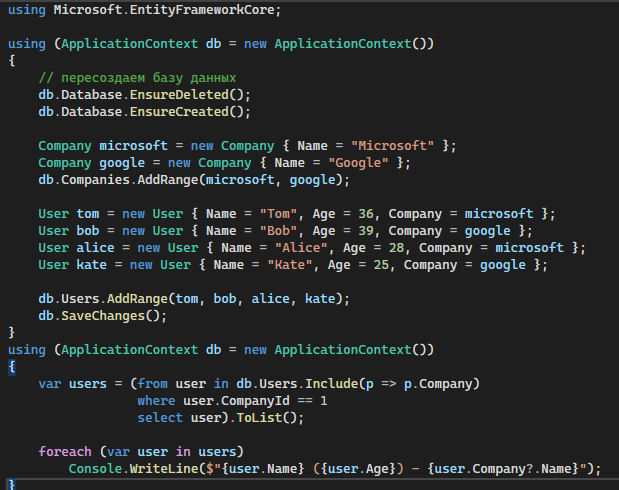 using Microsoft.EntityFrameworkCore;
using (ApplicationContext db = new ApplicationContext())
{
// пересоздаем базу данных
db.Database.EnsureDeleted();
db.Database.EnsureCreated();
Company microsoft = new Company { Name = "Microsoft" };
Company google = new Company { Name = "Google" };
db.Companies.AddRange(microsoft, google);
User tom = new User { Name = "Tom", Age = 36, Company = microsoft };
User bob = new User { Name = "Bob", Age = 39, Company = google };
User alice = new User { Name = "Alice", Age = 28, Company = microsoft };
User kate = new User { Name = "Kate", Age = 25, Company = google };
db.Users.AddRange(tom, bob, alice, kate);
db.SaveChanges();
}
using (ApplicationContext db = new ApplicationContext())
{
var users = (from user in db.Users.Include(p => p.Company)
where user.CompanyId == 1
select user).ToList();
foreach (var user in users)
Console.WriteLine($"{user.Name} ({user.Age}) - {user.Company?.Name}");
}